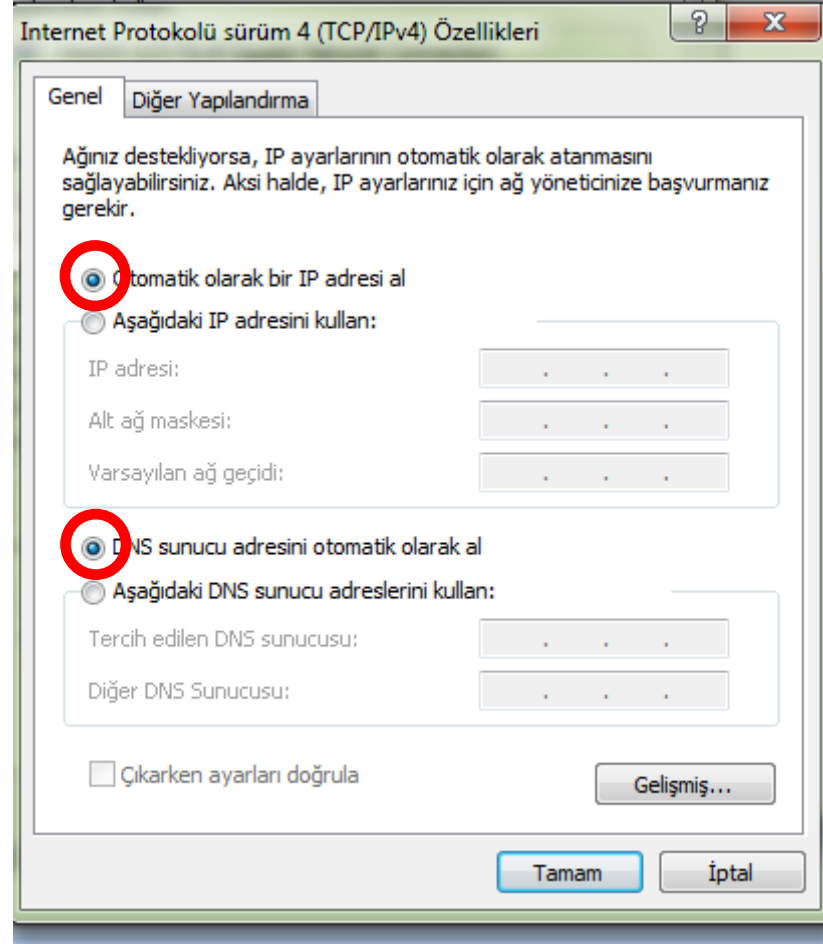 Internet Protokolü sürüm 4 (TCP/IPv4) Özellikleri
Genel
Diğer Yapılandırma
Ağınız destekliyorsa, IP ayarlarının otomatik olarak atanmasını
sağlayabilirsiniz. Aksi halde, IP ayarlarınız için ağ yöneticinize başvurmanız
gerekir.
Otomatik olarak bir IP adresi al
Aşağıdaki IP adresini kullan:
IP adresi:
Alt ağ maskesi:
Varsayılan ağ geçidi:
DNS sunucu adresini otomatik olarak al
Aşağıdaki DNS sunucu adreslerini kullan:
Tercih edilen DNS sunucusu:
Diğer DNS Sunucusu:
Çıkarken ayarları doğrula
Gelişmiş...
Tamam
İptal